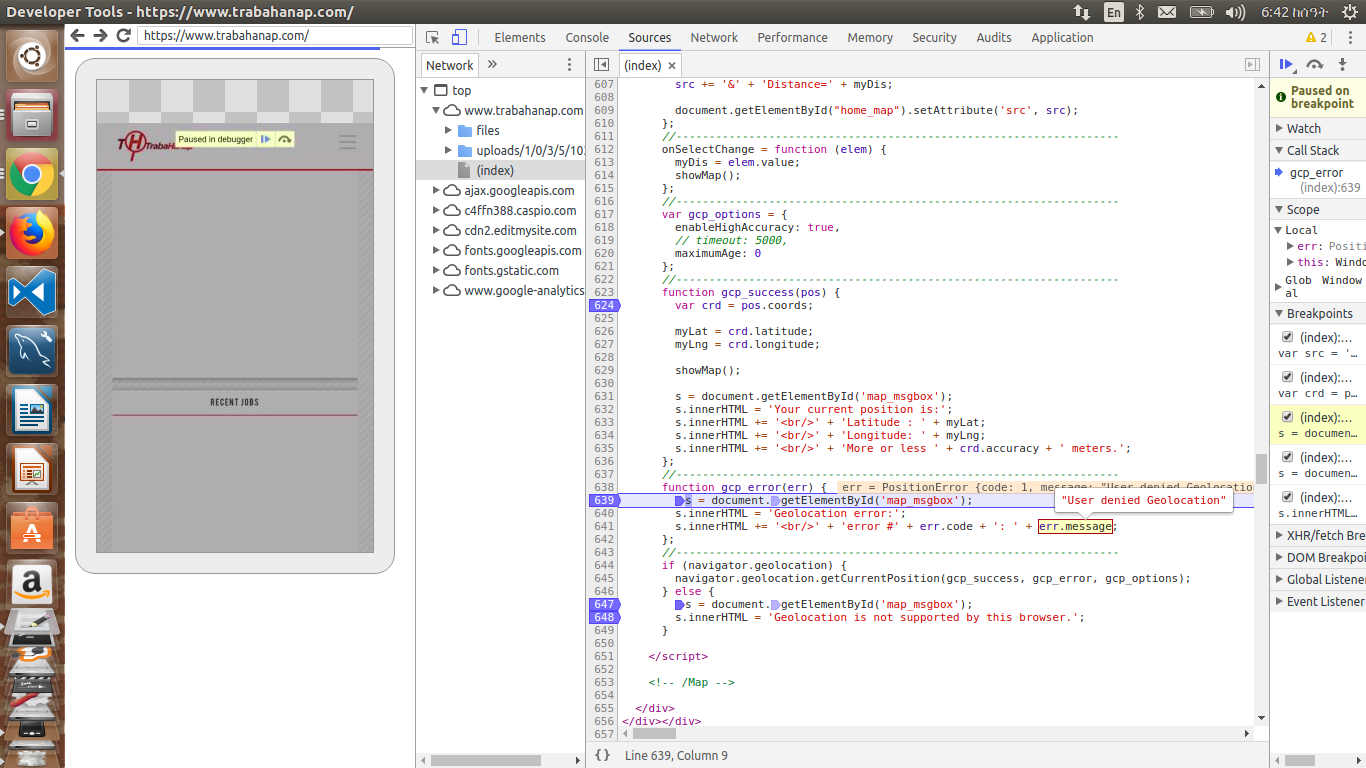 Developer Tools - https://www.trabahanap.com/
En
6:42 ከሰዓት
https://www.trabahanap.com/
Elements Console Sources Network Performance Memory Security Audits Application
2
TrabaHa
Paused in debugger
RECENT JOBS
Network
top
www.trabahanap.com
files
uploads/1/0/3/5/10
(index)
ajax.googleapis.com
c4ffn388.caspio.com
cdn2.editmysite.com
fonts.googleapis.com
fonts.gstatic.com
www.google-analytics
(index) ×
607 src += '&' + 'Distance=' + myDis;
608
609 document.getElementById("home_map").setAttribute('src', src);
610 };
611 //--------------------------------------------------------------------
612 onSelectChange = function (elem) {
613 myDis = elem.value;
614 showMap();
615 };
616 //--------------------------------------------------------------------
617 var gcp_options = {
618 enableHighAccuracy: true,
619 // timeout: 5000,
620 maximumAge: 0
621 };
622 //--------------------------------------------------------------------
623 function gcp_success(pos) {
624 var crd = pos.coords;
625
626 myLat = crd.latitude;
627 myLng = crd.longitude;
628
629 showMap();
630
631 s = document.getElementById('map_msgbox');
632 s.innerHTML = 'Your current position is:';
633 s.innerHTML += '<br/>' + 'Latitude : ' + myLat;
634 s.innerHTML += '<br/>' + 'Longitude: ' + myLng;
635 s.innerHTML += '<br/>' + 'More or less ' + crd.accuracy + ' meters.';
636 };
637 //--------------------------------------------------------------------
638 function gcp_error(err) { err = PositionError {code: 1, message: "User denied Geolocatio
639 s = document.getElementById('map_msgbox');
"User denied Geolocation"
640 s.innerHTML = 'Geolocation error:';
641 s.innerHTML += '<br/>' + 'error #' + err.code + ': ' + err.message;
642 };
643 //--------------------------------------------------------------------
644 if (navigator.geolocation) {
645 navigator.geolocation.getCurrentPosition(gcp_success, gcp_error, gcp_options);
646 } else {
647 s = document.getElementById('map_msgbox');
648 s.innerHTML = 'Geolocation is not supported by this browser.';
649 }
650
651 </script>
652
653 <!-- /Map -->
654
655 </div>
656 </div></div>
657
{} Line 639, Column 9
Paused on
breakpoint
Watch
Call Stack
gcp_error
(index):639
Scope
Local
err: Positi
this: Windo
Glob Window
al
Breakpoints
(index):...
var src = '...
(index):...
var crd = p...
(index):...
s = documen...
(index):...
s = documen...
(index):...
s.innerHTML...
XHR/fetch Bre
DOM Breakpoi
Global Listene
Event Listener